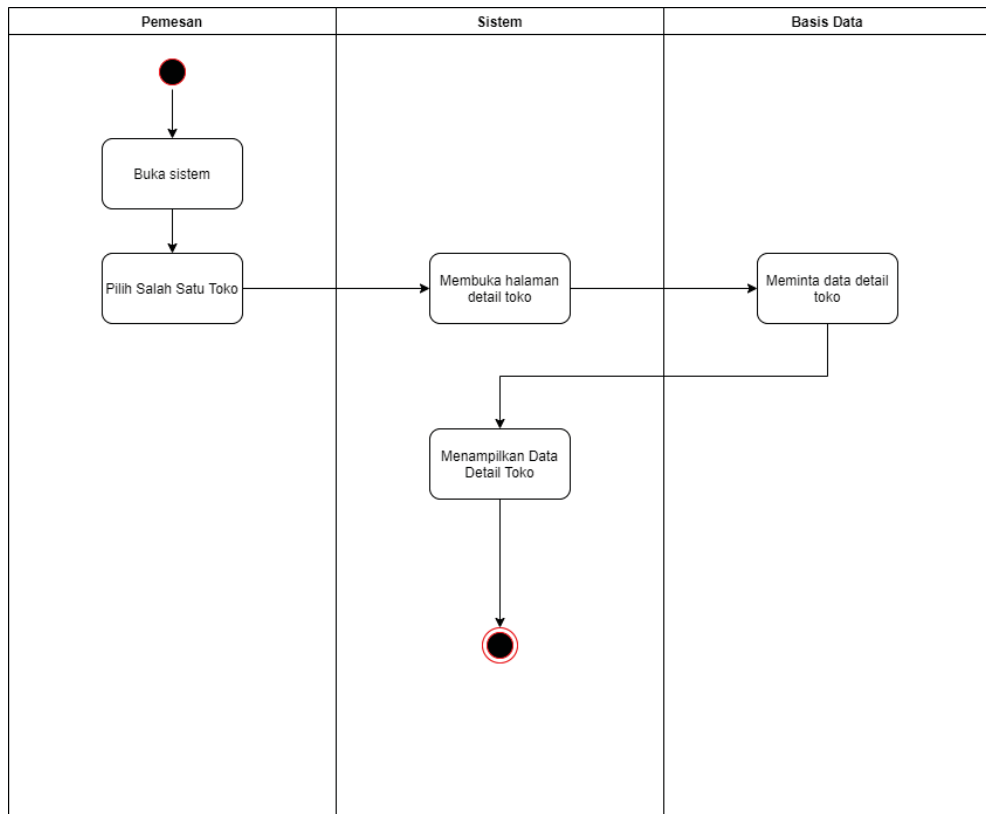 Pemesan
Sistem
Basis Data
Buka sistem
Pilih Salah Satu Toko
Membuka halaman
detail toko
Meminta data detail
toko
Menampilkan Data
Detail Toko